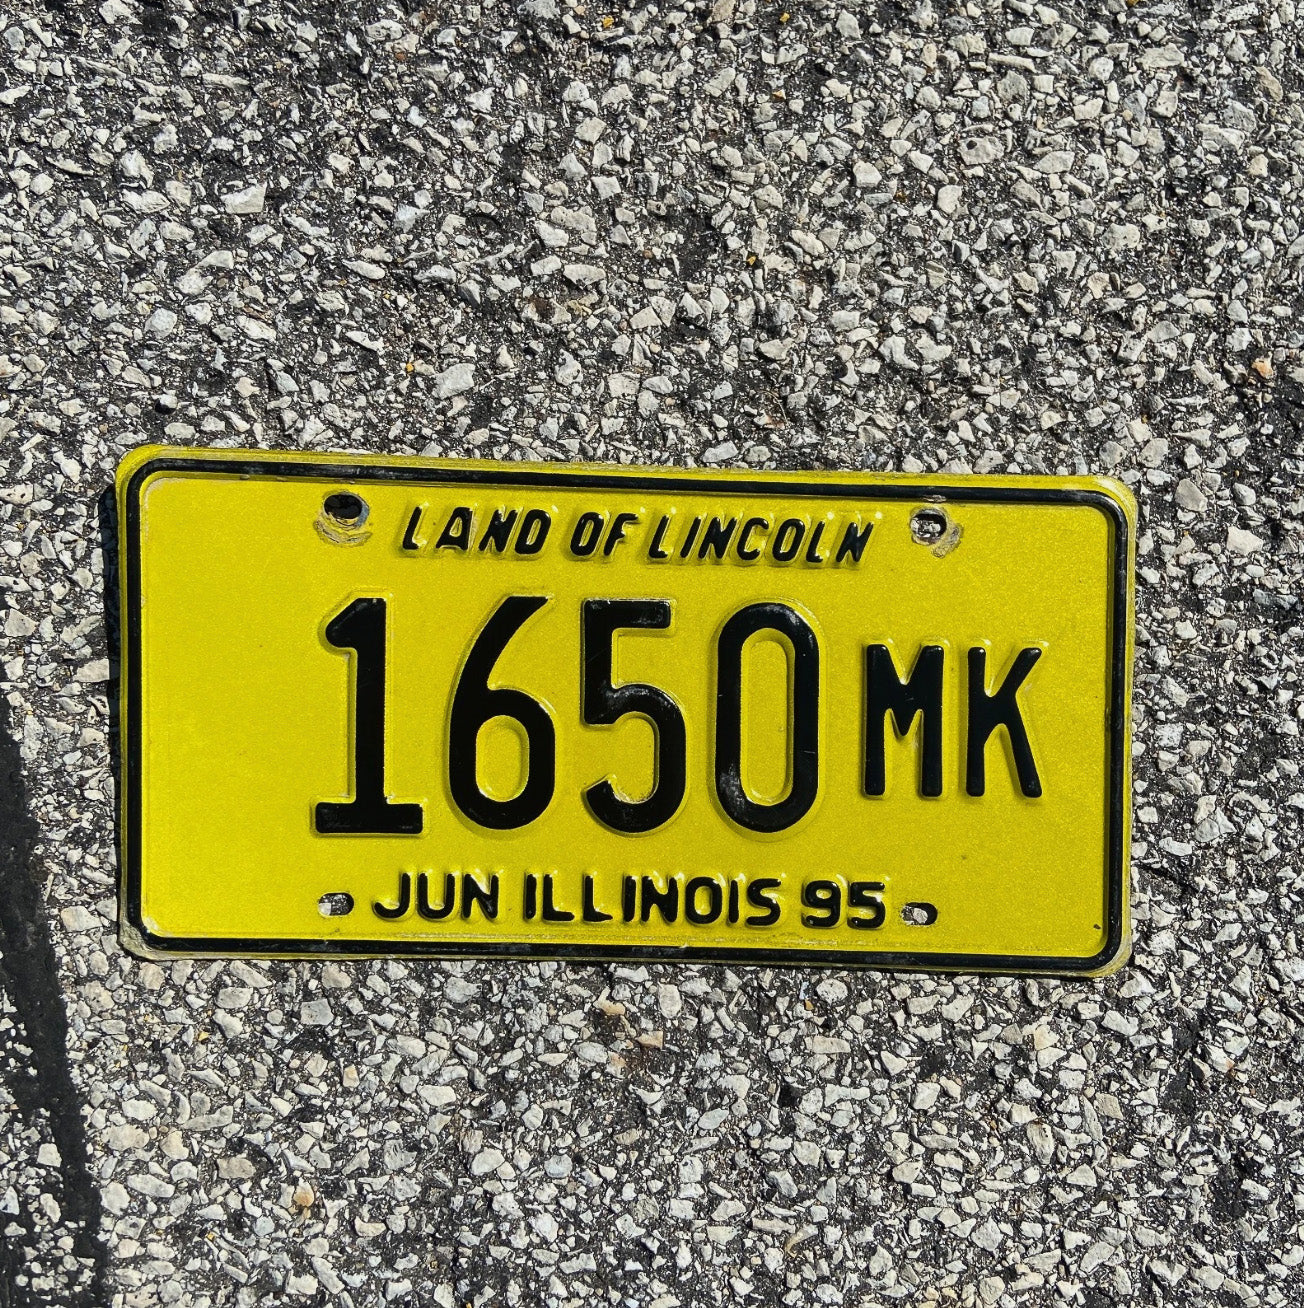 LAND OF LINCOLN
1650 MK
JUN ILLINOIS 95